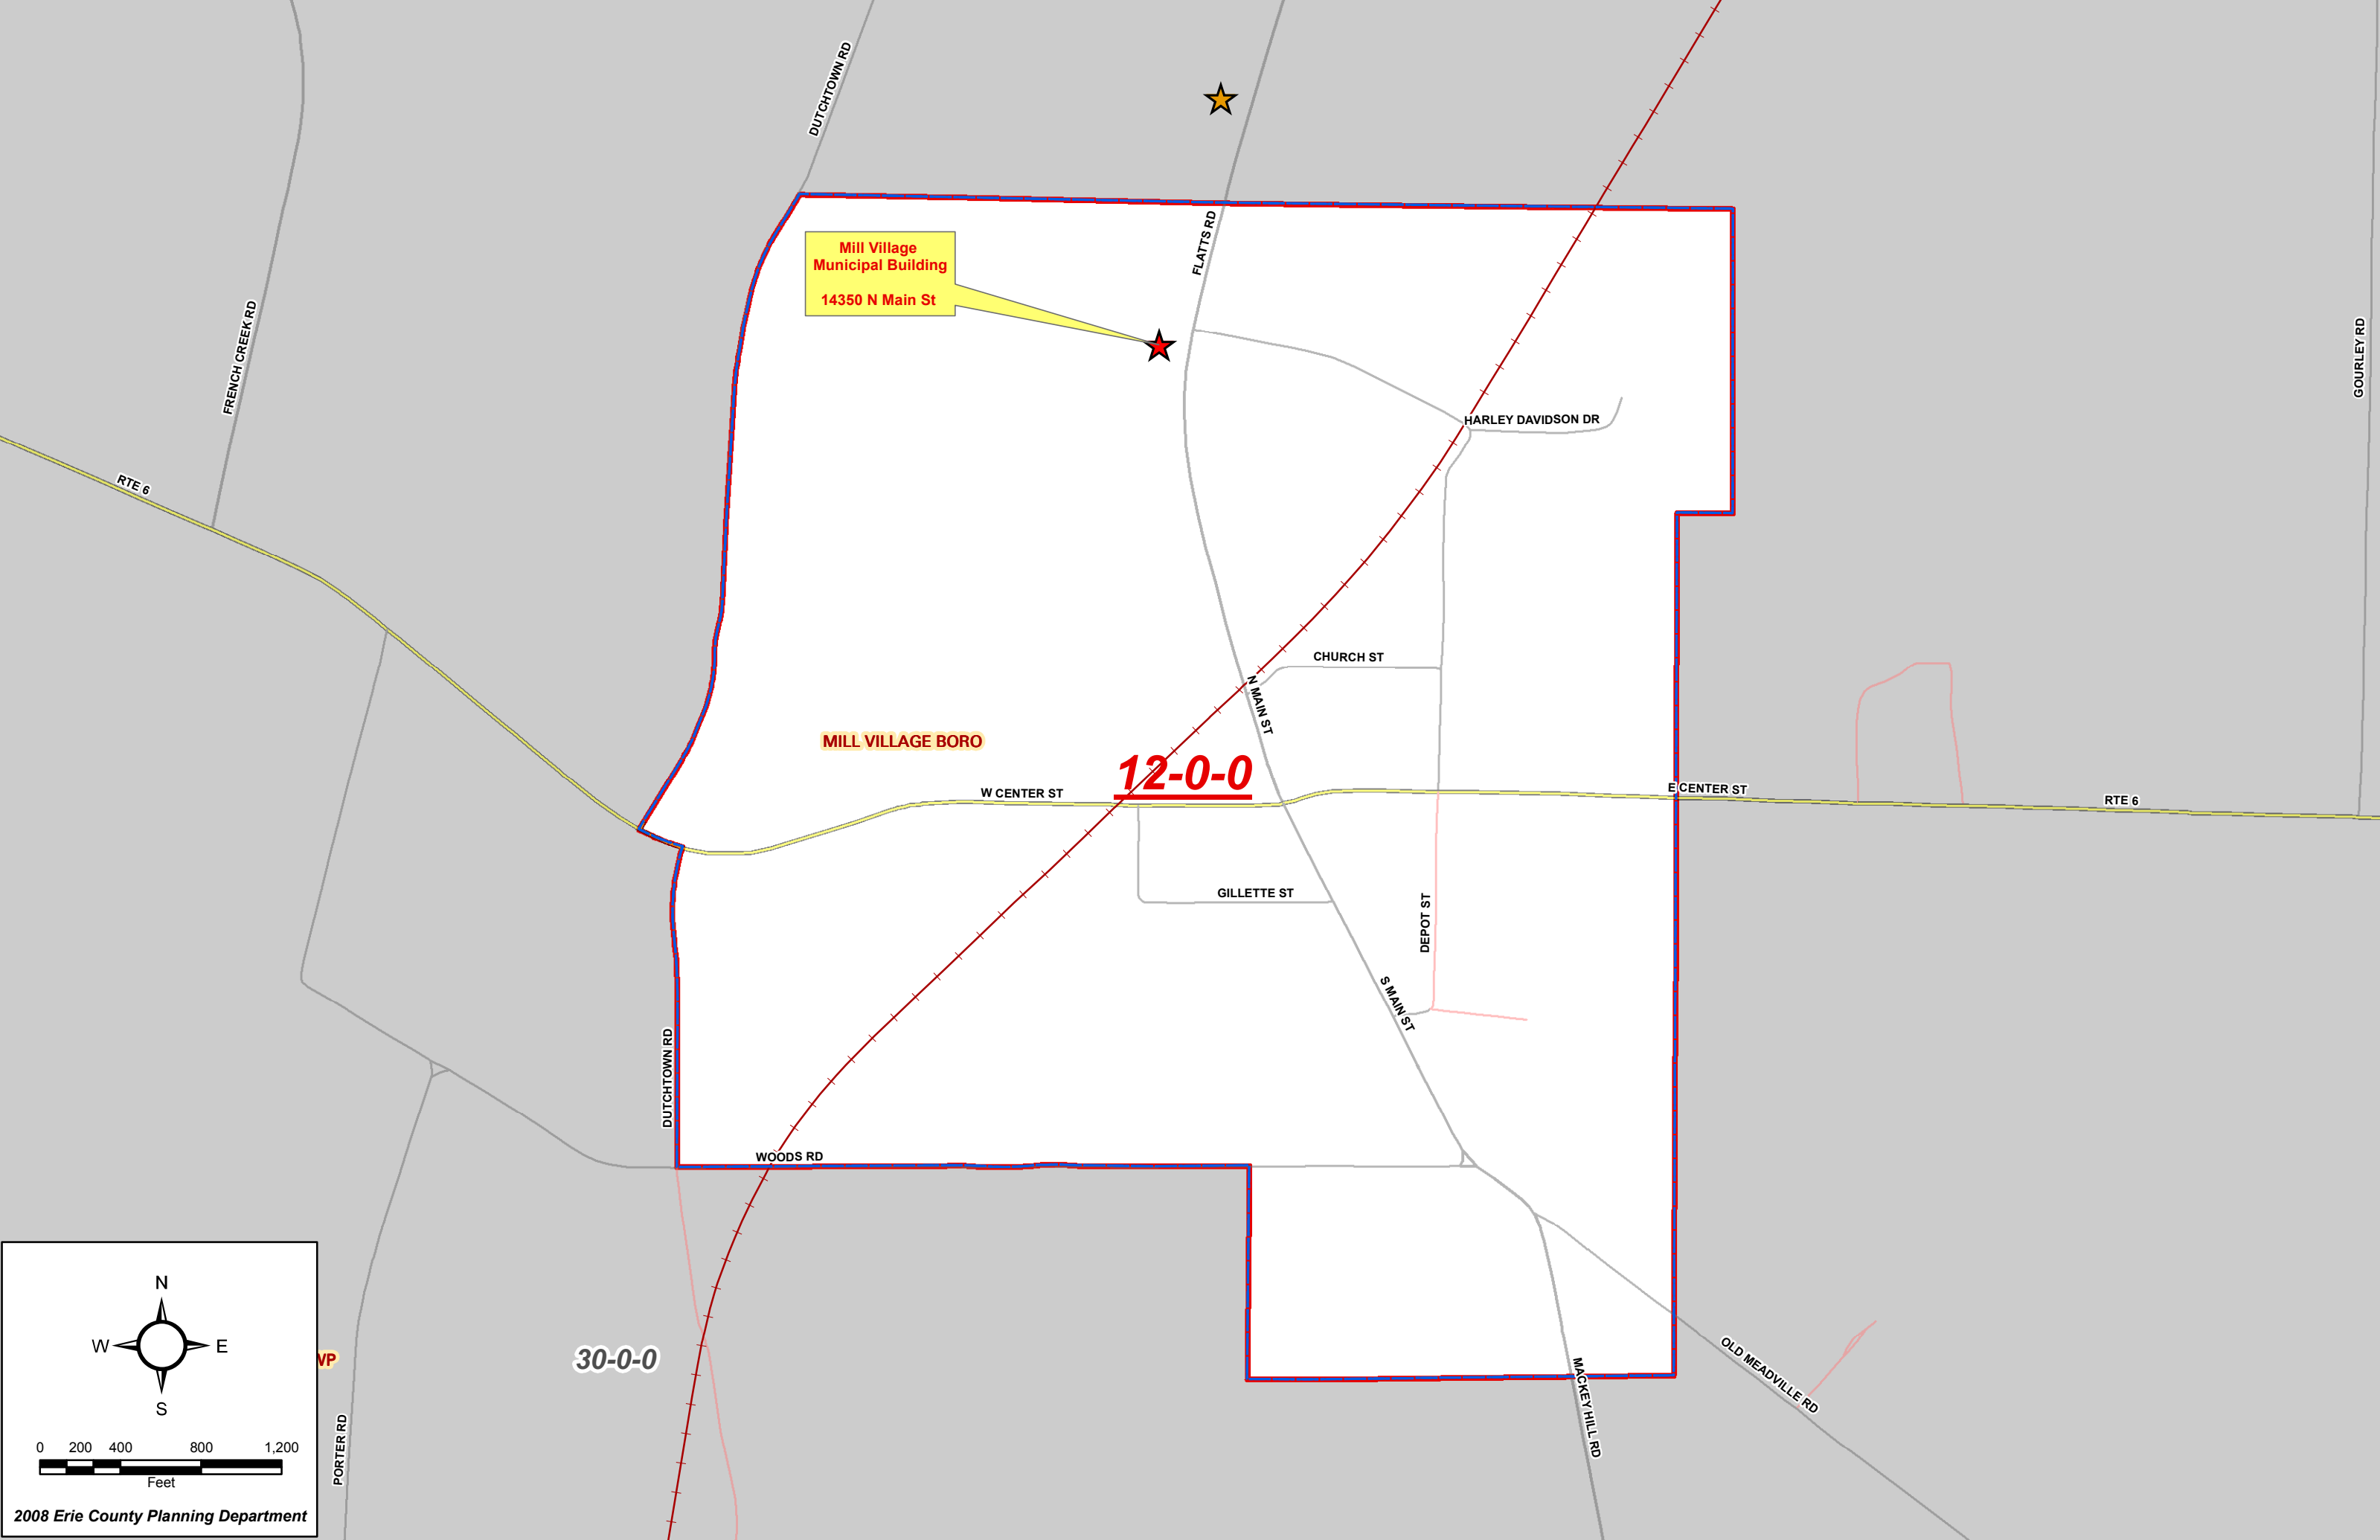 DUTCHTOWN RD
FLATTS RD
Mill Village
Municipal Building
14350 N Main St
FRENCH CREEK RD
GOURLEY RD
HARLEY DAVIDSON DR
RTE 6
CHURCH ST
N MAIN ST
MILL VILLAGE BORO
12-0-0
W CENTER ST
E CENTER ST
RTE 6
GILLETTE ST
DEPOT ST
S MAIN ST
DUTCHTOWN RD
WOODS RD
30-0-0
WP
OLD MEADVILLE RD
MACKEY HILL RD
PORTER RD
N
W E
S
0 200 400 800 1,200
Feet
2008 Erie County Planning Department